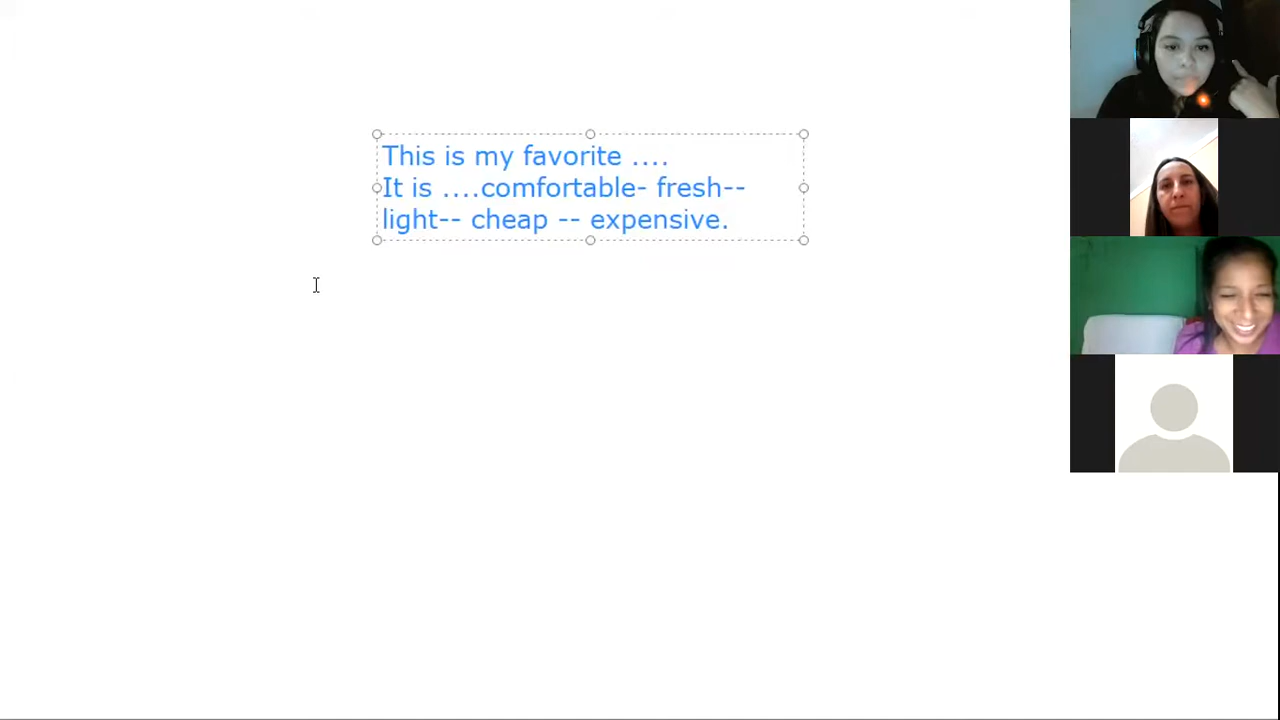 This is my favorite ....
It is ....comfortable- fresh--
light-- cheap -- expensive.